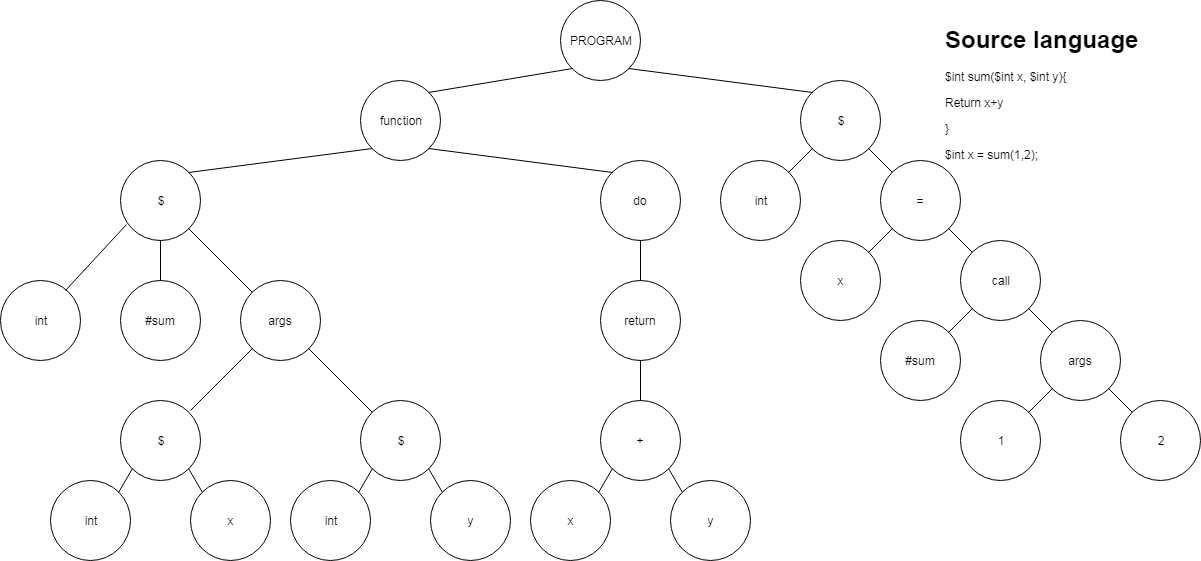 PROGRAM
Source language
$int sum($int x, $int y){
Return x+y
}
$int x = sum(1,2);
function
$
$
do
int
=
x
call
int
#sum
args
return
#sum
args
$
$
+
1
2
int
x
int
y
x
y